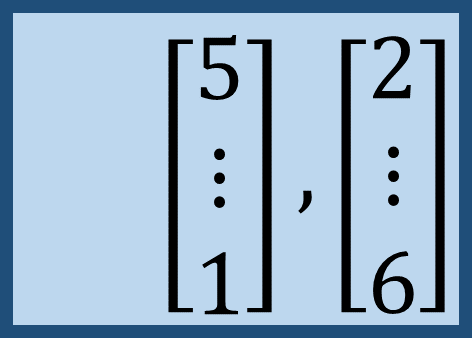 [5 ⋮ 1] , [2 ⋮ 6]